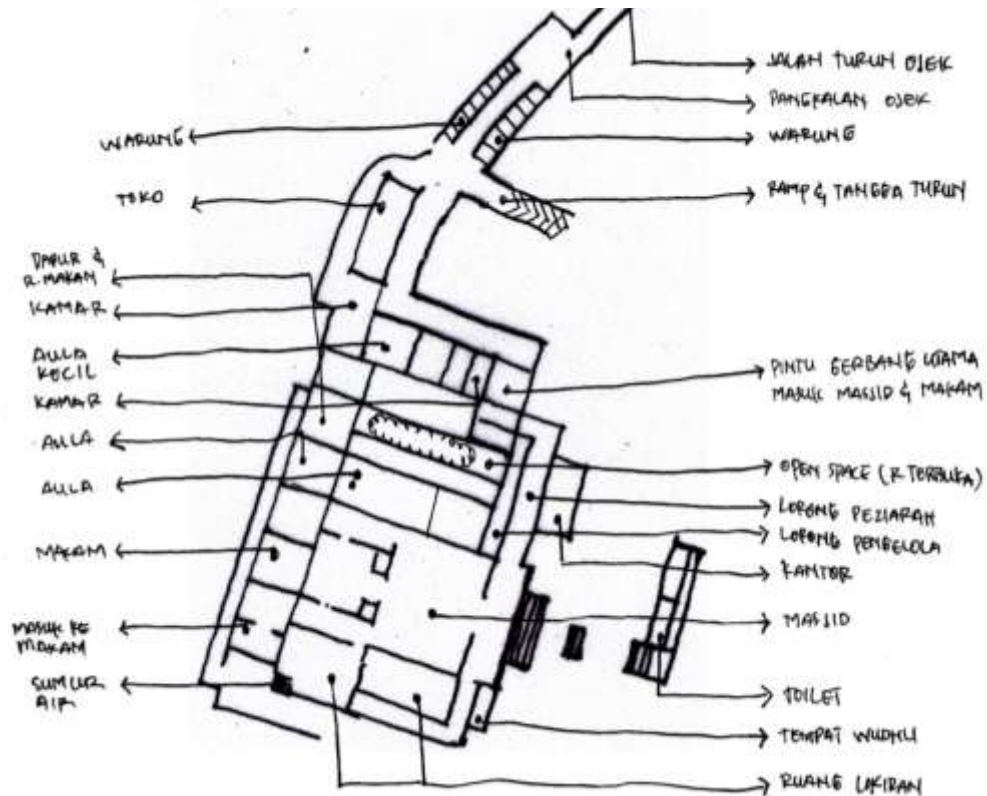 WARUNG
TOKO
DAPUR &
R. MAKAN
KAMAR
AULA
KECIL
KAMAR
AULA
AULA
MAKAM
MASUK KE
MAKAM
SUMUR
AIR
JALAN TURUN OJEK
PANGKALAN OJEK
WARUNG
RAMP & TANGGA TURUN
PINTU GERBANG UTAMA
MASUK MASJID & MAKAM
OPEN SPACE (R TERBUKA)
LORONG PEZIARAH
LORONG PENGELOLA
KANTOR
MASJID
TOILET
TEMPAT WUDHU
RUANG LAKIRAN